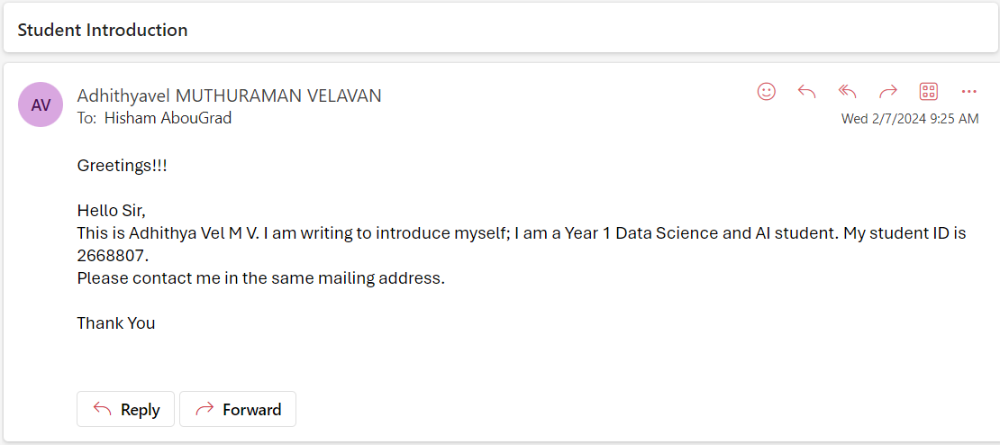 Student Introduction
AV
Adhithyavel MUTHURAMAN VELAVAN
To: Hisham AbouGrad
Wed 2/7/2024 9:25 AM
Greetings!!!
Hello Sir,
This is Adhithya Vel M V. I am writing to introduce myself; I am a Year 1 Data Science and AI student. My student ID is
2668807.
Please contact me in the same mailing address.
Thank You
Reply
Forward